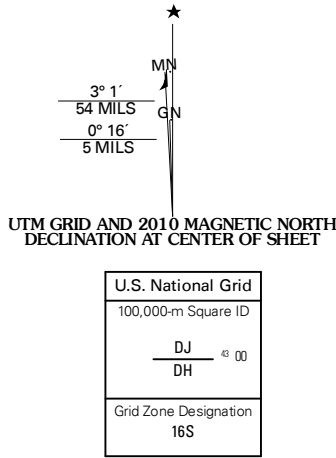 MN
3° 1´
54 MILS
GN
0° 16´
5 MILS
UTM GRID AND 2010 MAGNETIC NORTH
DECLINATION AT CENTER OF SHEET
U.S. National Grid
100,000-m Square ID
DJ
43 00
DH
Grid Zone Designation
16S